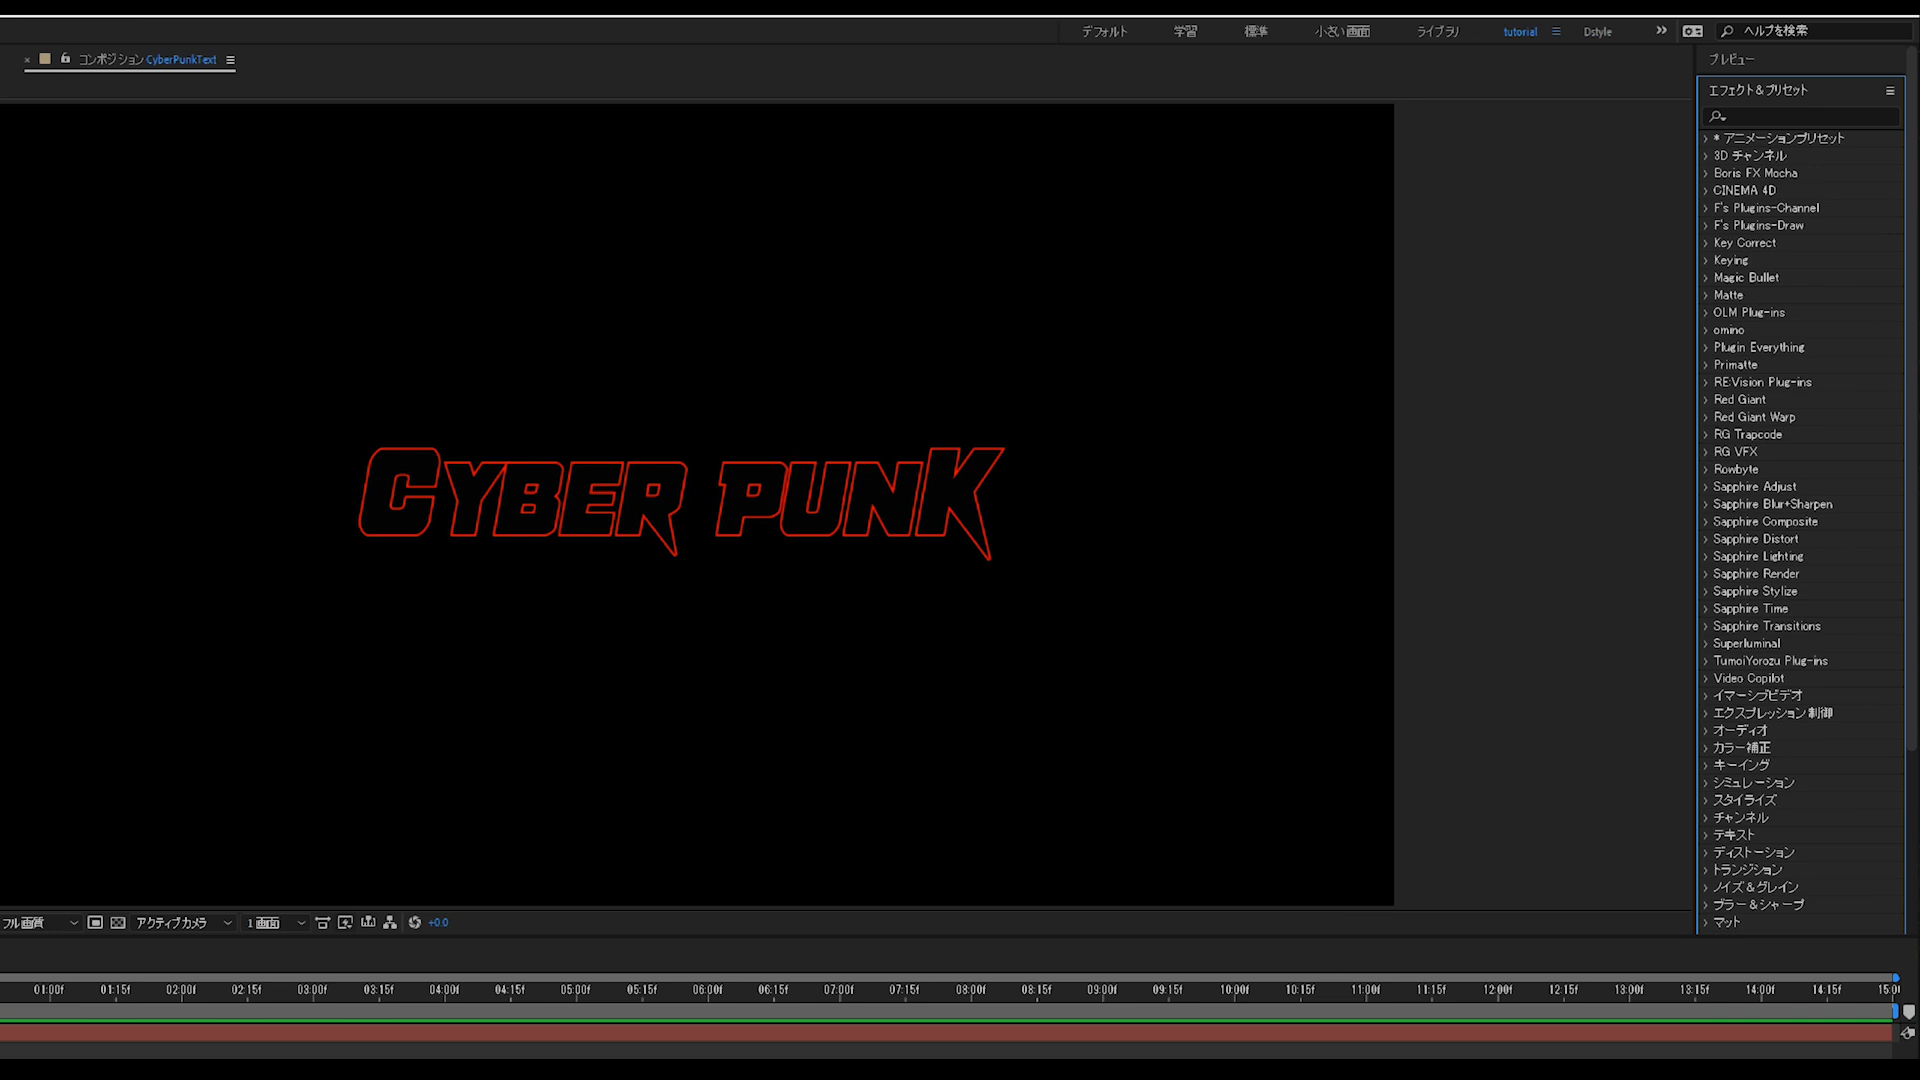 デフォルト 学習 標準 小さい画面 ライブラリ tutorial Dstyle ヘルプを検索
コンポジション CyberPunkText
プレビュー
エフェクト＆プリセット
* アニメーションプリセット
3D チャンネル
Boris FX Mocha
CINEMA 4D
F's Plugins-Channel
F's Plugins-Draw
Key Correct
Keying
Magic Bullet
Matte
OLM Plug-ins
omino
Plugin Everything
Primatte
RE:Vision Plug-ins
Red Giant
Red Giant Warp
RG Trapcode
RG VFX
Rowbyte
Sapphire Adjust
Sapphire Blur+Sharpen
Sapphire Composite
Sapphire Distort
Sapphire Lighting
Sapphire Render
Sapphire Stylize
Sapphire Time
Sapphire Transitions
Superluminal
TumoiYorozu Plug-ins
Video Copilot
イマーシブビデオ
エクスプレッション制御
オーディオ
カラー補正
キーイング
シミュレーション
スタイライズ
チャンネル
テキスト
ディストーション
トランジション
ノイズ＆グレイン
ブラー＆シャープ
マット
CYBER PUNK
フル画質 アクティブカメラ 1画面 +0.0
01:00f 01:15f 02:00f 02:15f 03:00f 03:15f 04:00f 04:15f 05:00f 05:15f 06:00f 06:15f 07:00f 07:15f 08:00f 08:15f 09:00f 09:15f 10:00f 10:15f 11:00f 11:15f 12:00f 12:15f 13:00f 13:15f 14:00f 14:15f 15:0